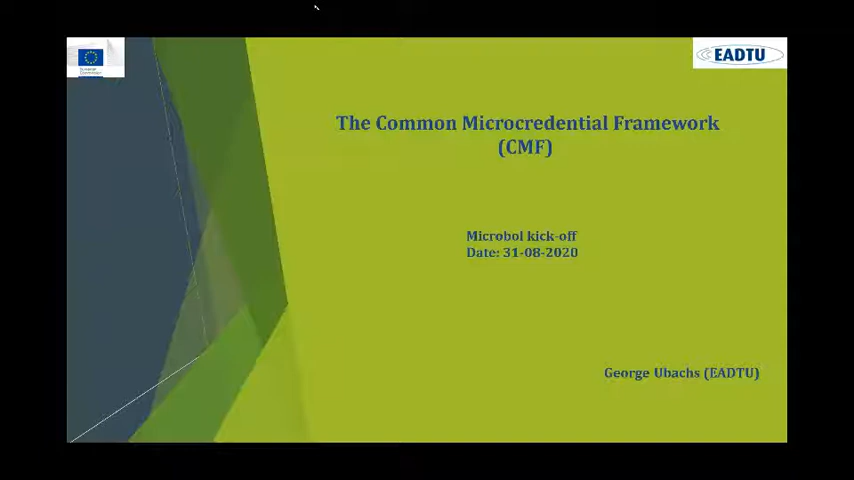 EADTU
The Common Microcredential Framework
(CMF)
Microbol kick-off
Date: 31-08-2020
George Ubachs (EADTU)